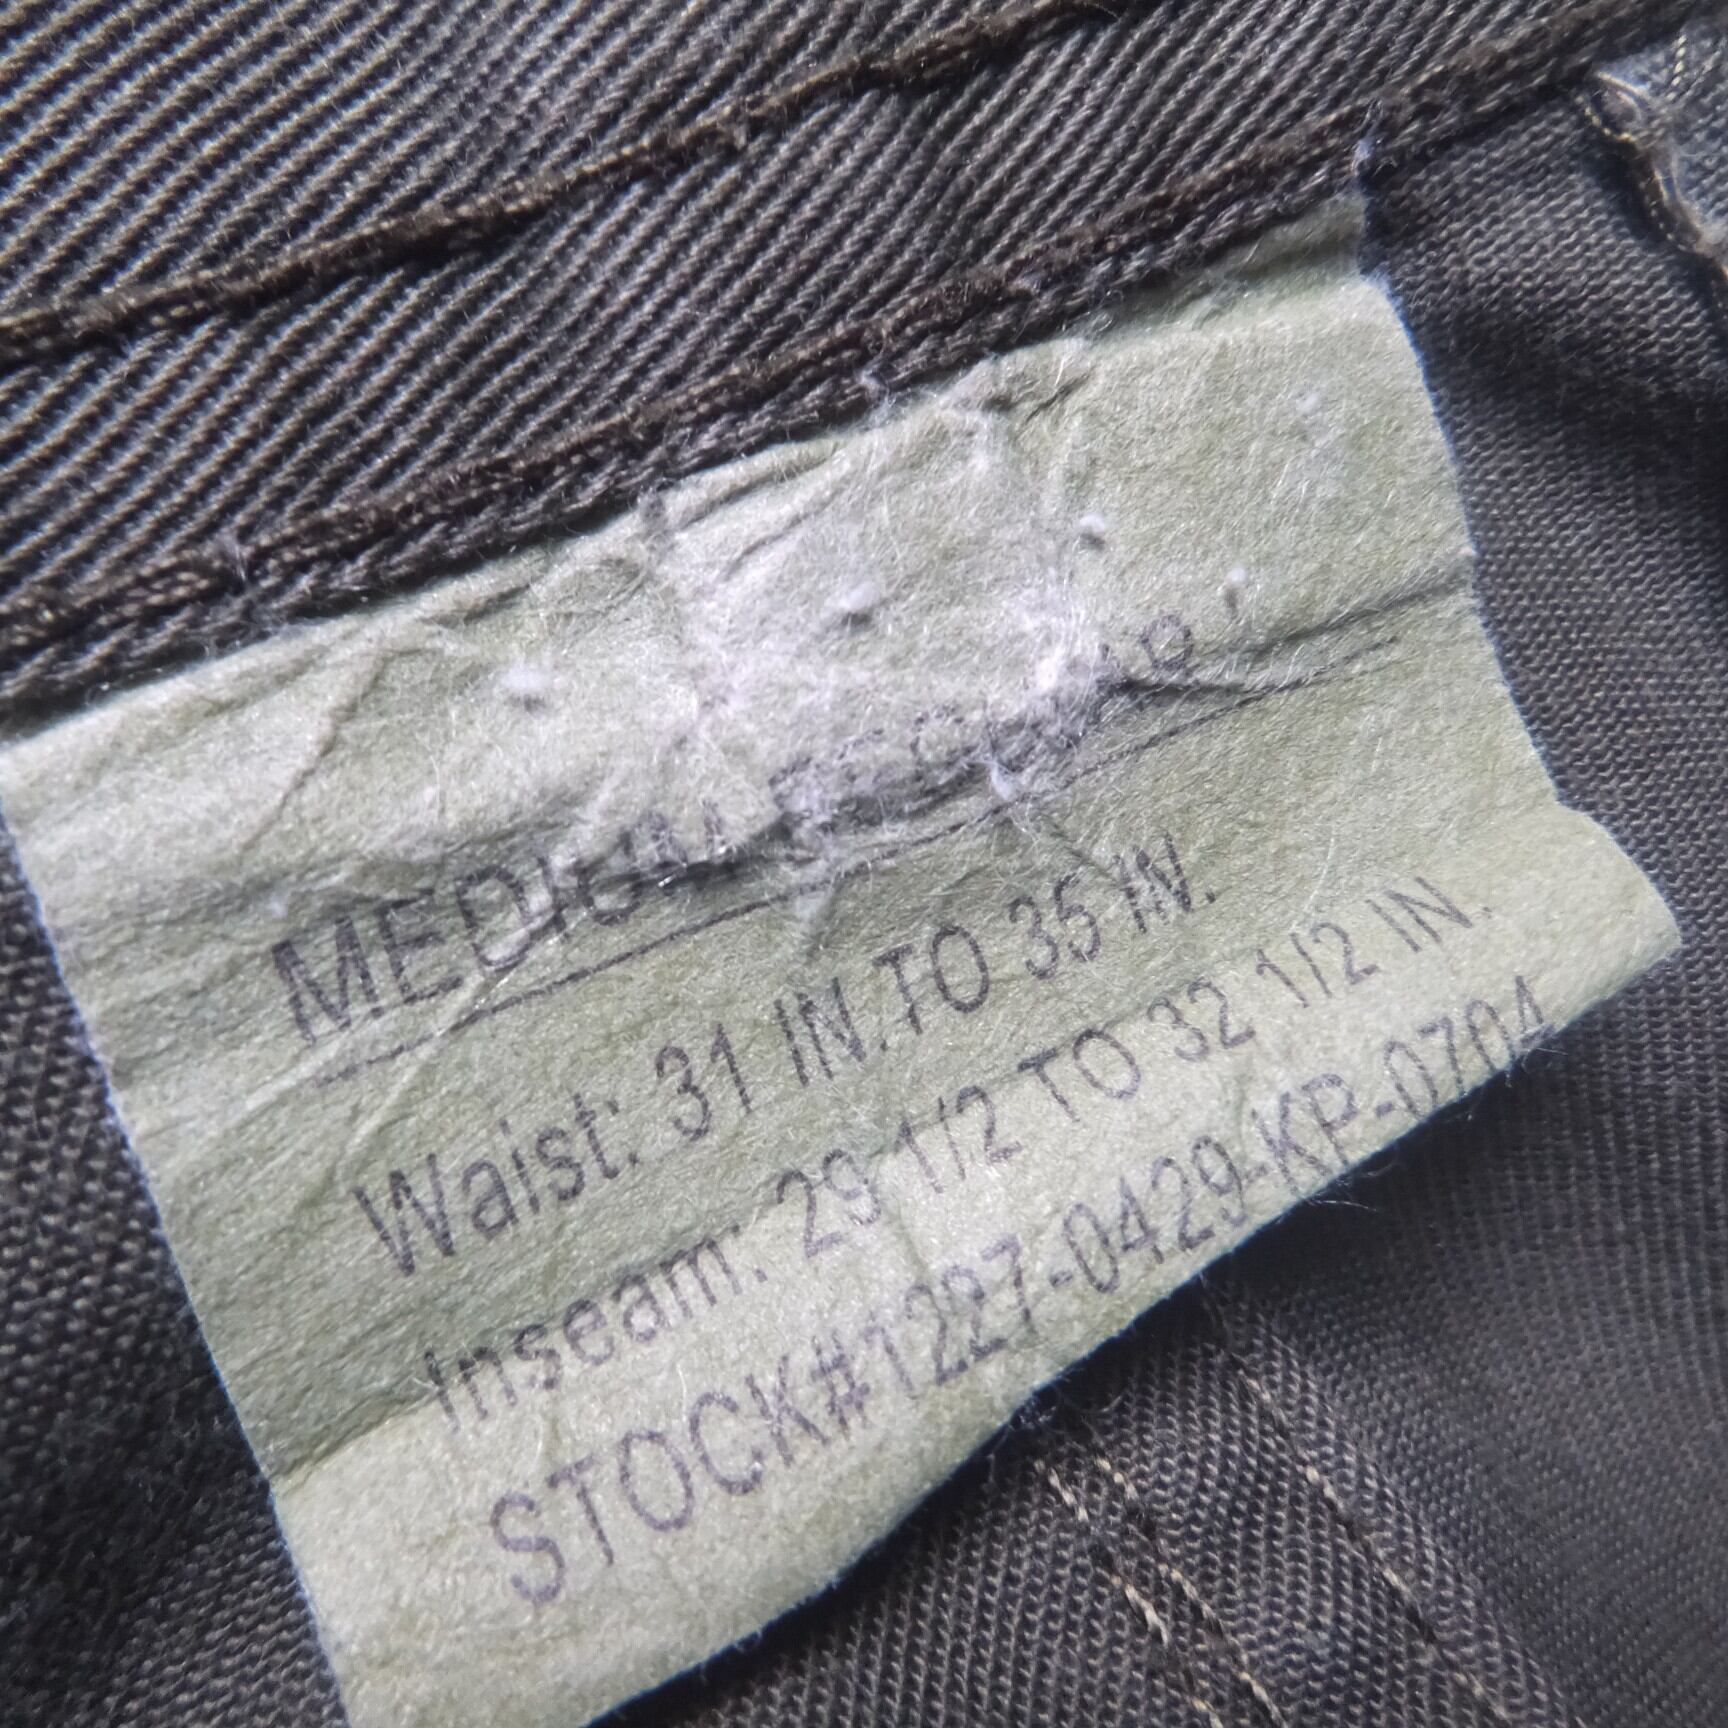 MEDIUM REGULAR
Waist: 31 IN. TO 35 IN.
Inseam: 29 1/2 TO 32 1/2 IN.
STOCK#1227-0429-KP-0704